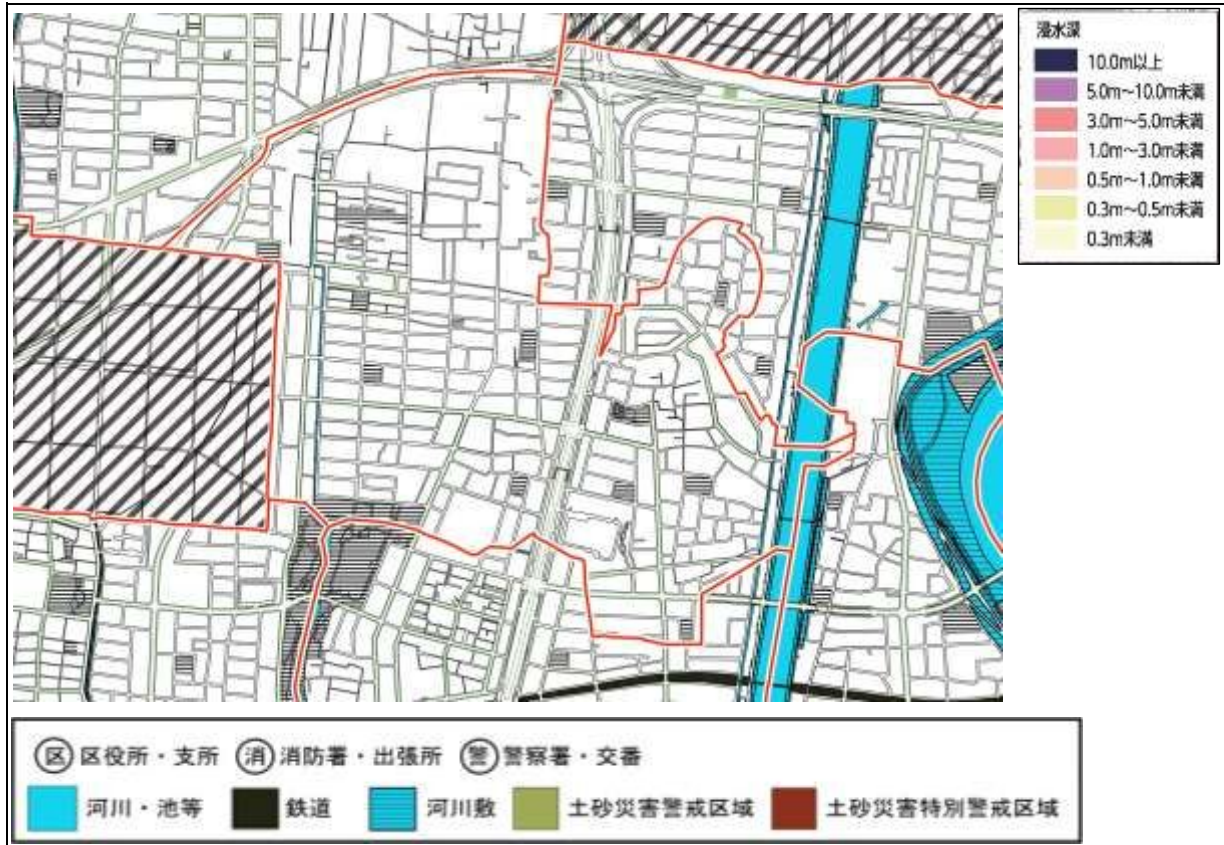 浸水深
10.0m以上
5.0m~10.0m未満
3.0m~5.0m未満
1.0m~3.0m未満
0.5m~1.0m未満
0.3m~0.5m未満
0.3m未満
区 区役所・支所 消 消防署・出張所 警 警察署・交番
河川・池等 鉄道 河川敷 土砂災害警戒区域 土砂災害特別警戒区域